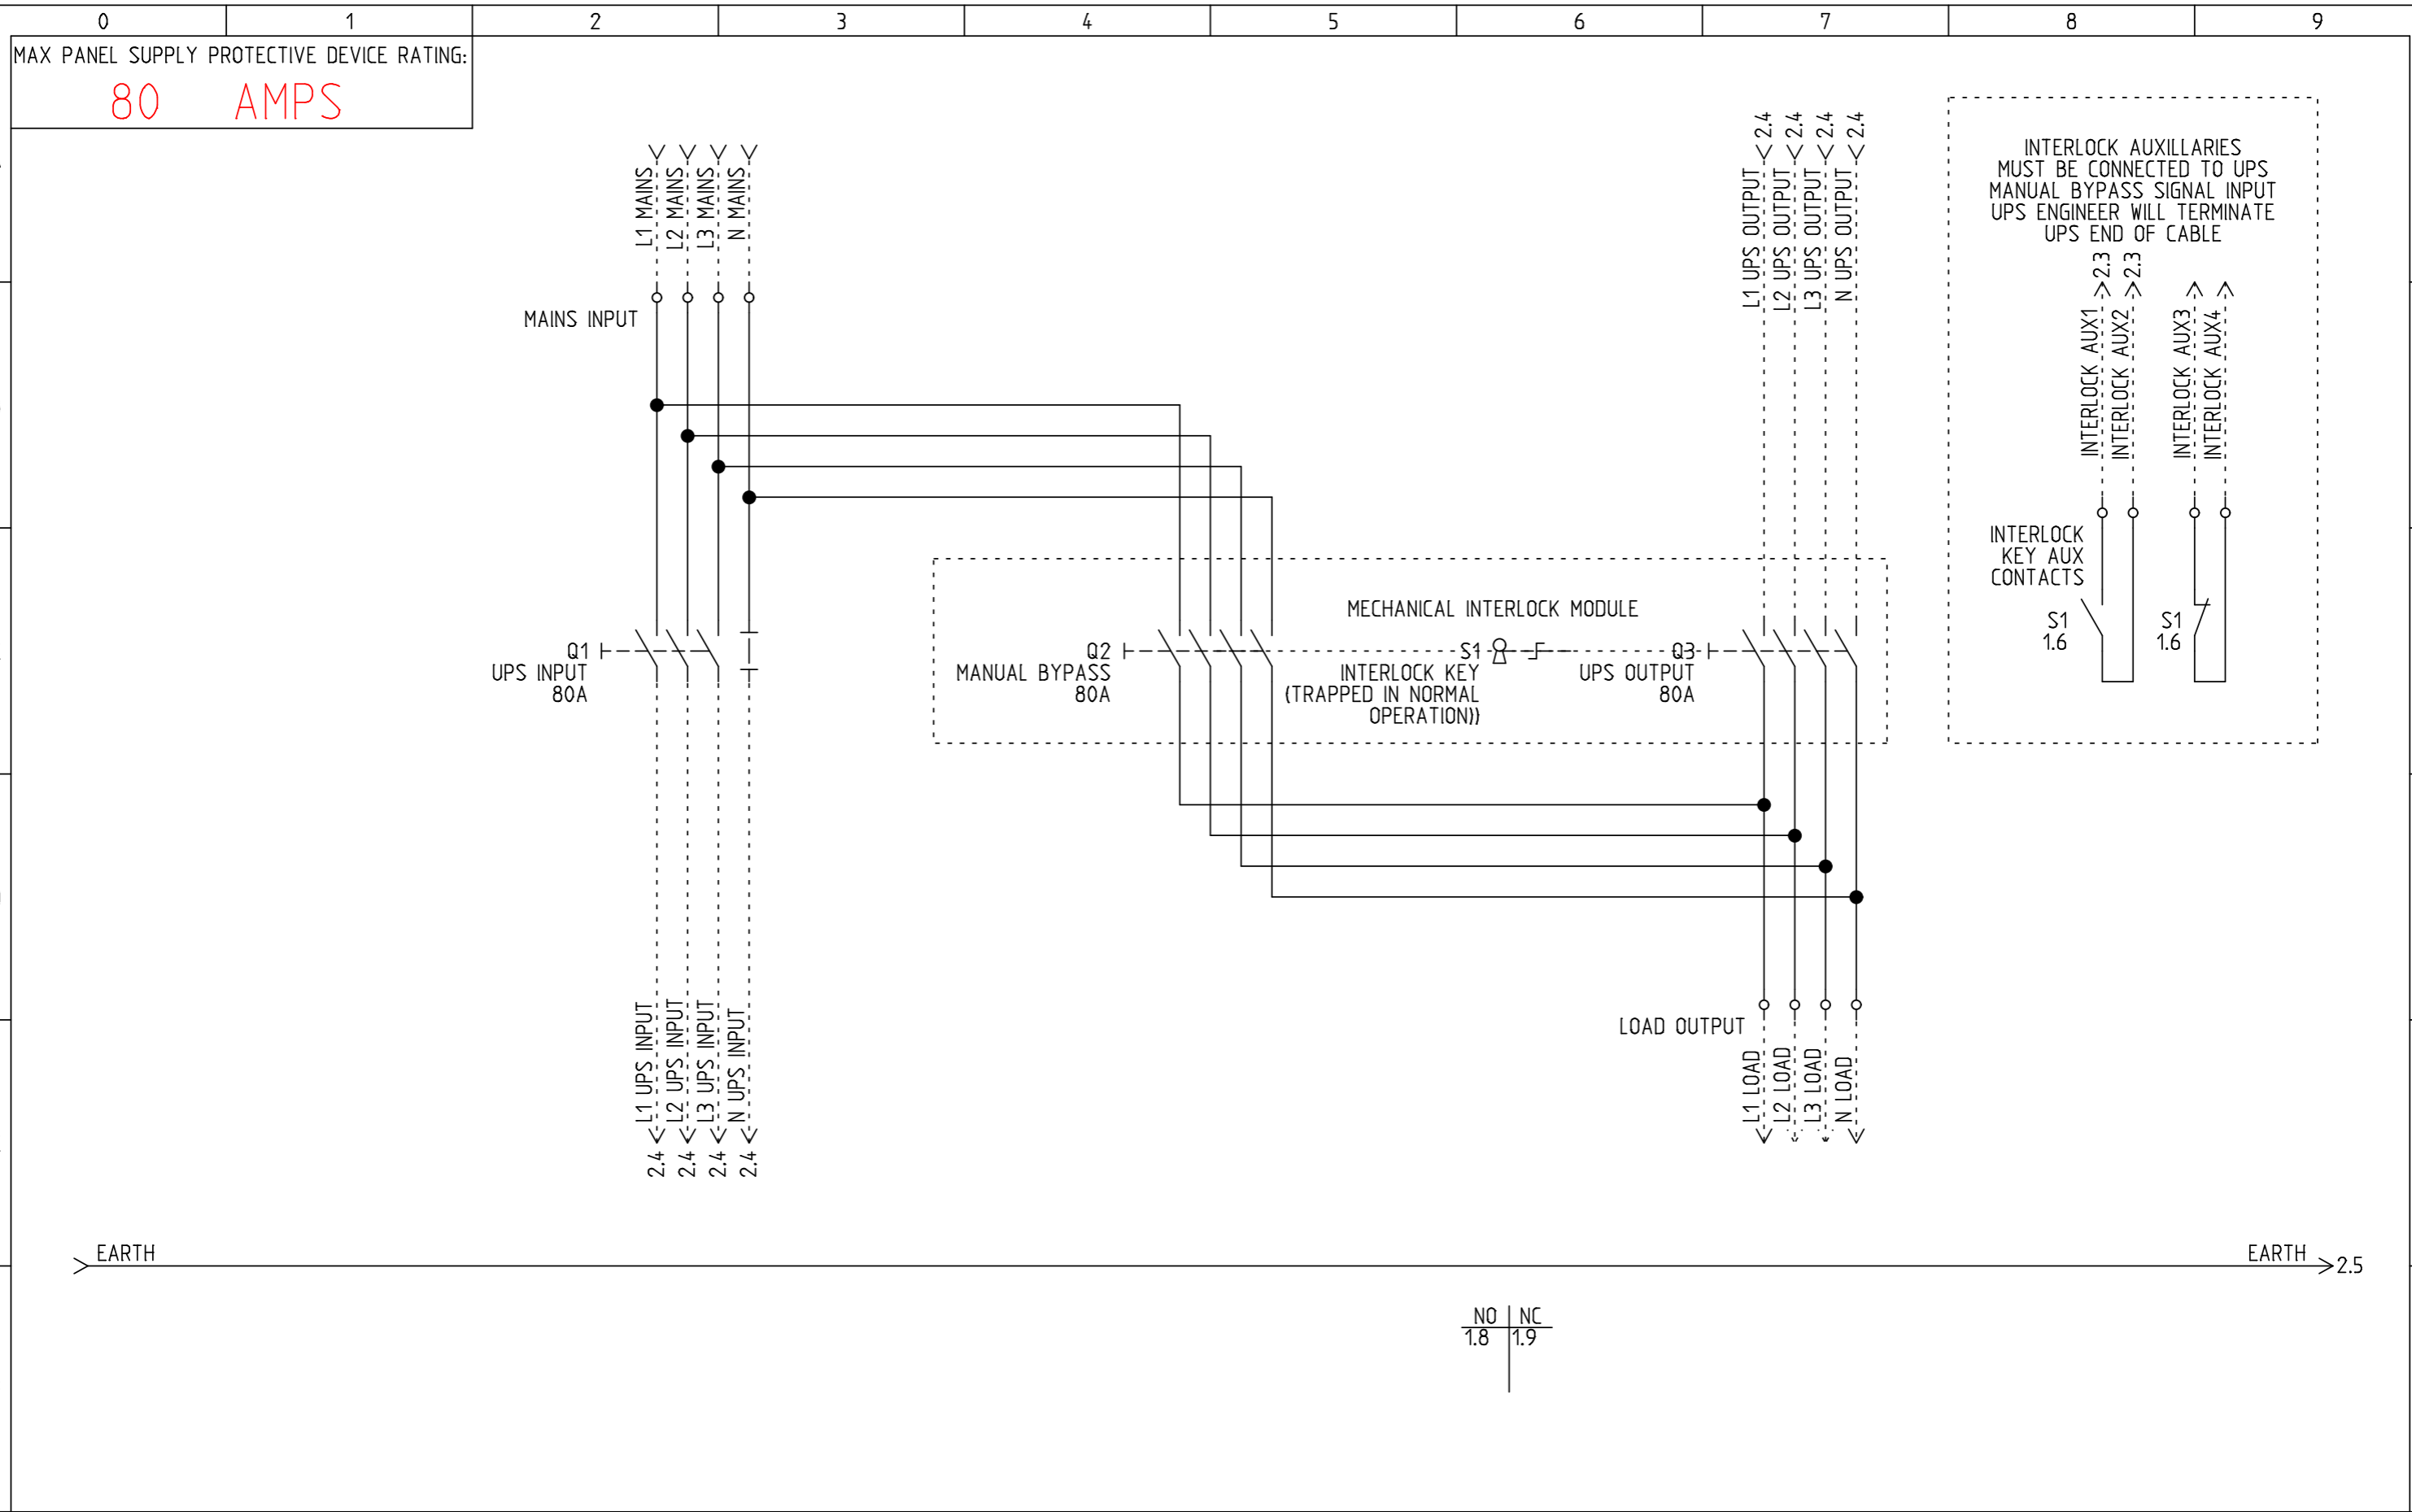 0 1 2 3 4 5 6 7 8 9
MAX PANEL SUPPLY PROTECTIVE DEVICE RATING:
80 AMPS
L1 MAINS
L2 MAINS
L3 MAINS
N MAINS
MAINS INPUT
2.4
2.4
2.4
2.4
L1 UPS OUTPUT
L2 UPS OUTPUT
L3 UPS OUTPUT
N UPS OUTPUT
INTERLOCK AUXILLARIES
MUST BE CONNECTED TO UPS
MANUAL BYPASS SIGNAL INPUT
UPS ENGINEER WILL TERMINATE
UPS END OF CABLE
2.3
2.3
INTERLOCK AUX1
INTERLOCK AUX2
INTERLOCK AUX3
INTERLOCK AUX4
INTERLOCK
KEY AUX
CONTACTS
S1
1.6
S1
1.6
MECHANICAL INTERLOCK MODULE
Q1
UPS INPUT
80A
Q2
MANUAL BYPASS
80A
S1
INTERLOCK KEY
(TRAPPED IN NORMAL
OPERATION))
Q3
UPS OUTPUT
80A
L1 UPS INPUT
L2 UPS INPUT
L3 UPS INPUT
N UPS INPUT
2.4
2.4
2.4
2.4
LOAD OUTPUT
L1 LOAD
L2 LOAD
L3 LOAD
N LOAD
EARTH
EARTH
2.5
NO NC
1.8 1.9